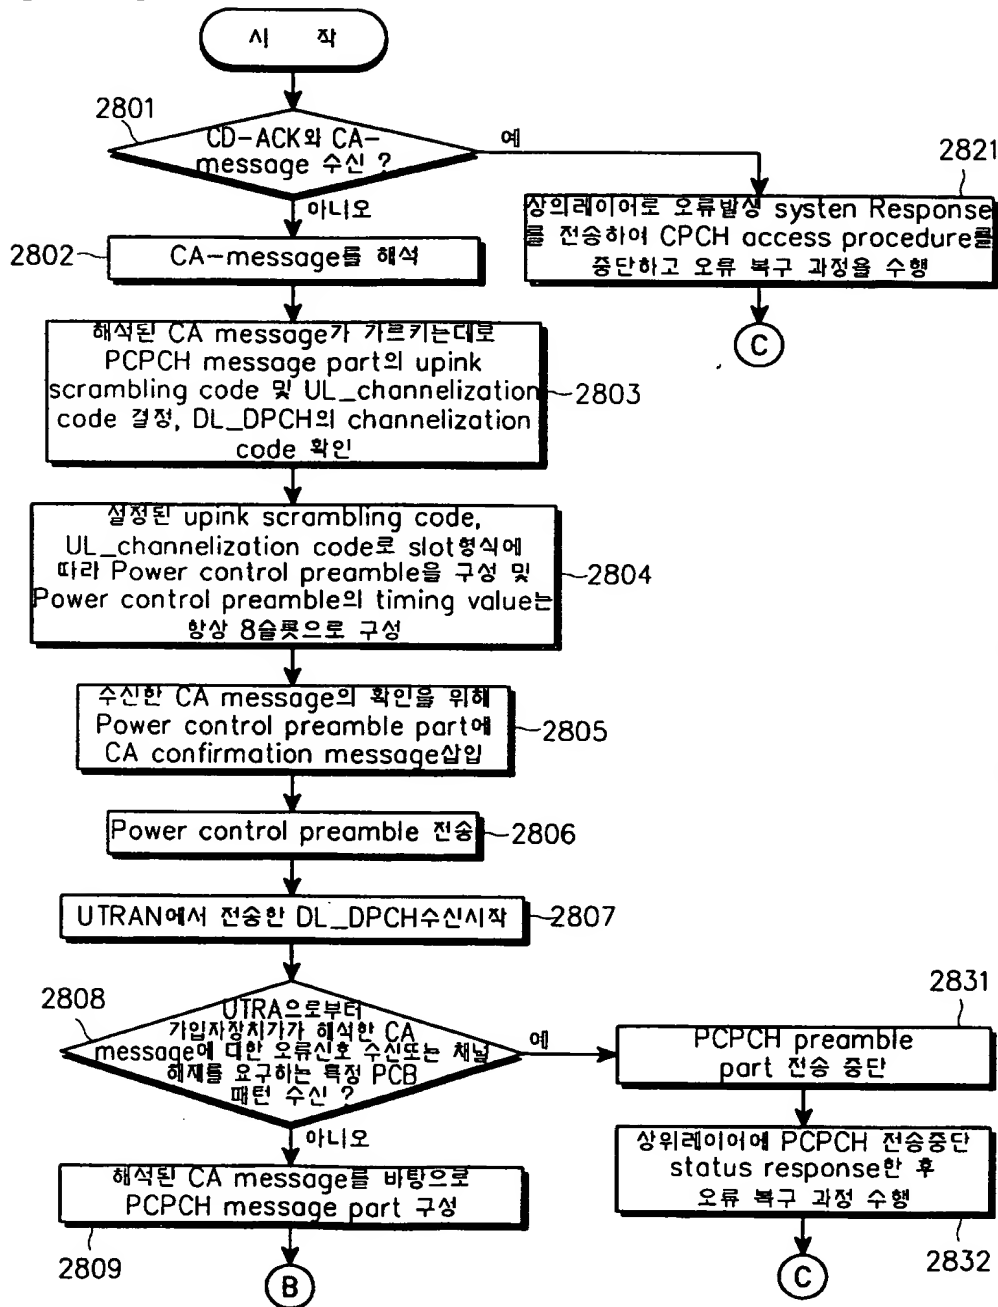 시 작
2801
CD-ACK와 CA-
message 수신 ?
예
아니오
2821
상의레이어로 오류발생 systen Response
를 전송하여 CPCH access procedure를
중단하고 오류 복구 과정을 수행
C
2802
CA-message를 해석
해석된 CA message가 가르키는대로
PCPCH message part의 upink
scrambling code 및 UL_channelization
code 결정, DL_DPCH의 channelization
code 확인
2803
설정된 upink scrambling code,
UL_channelization code로 slot형식에
따라 Power control preamble을 구성 및
Power control preamble의 timing value는
항상 8슬롯으로 구성
2804
수신한 CA message의 확인을 위해
Power control preamble part에
CA confirmation message삽입
2805
Power control preamble 전송
2806
UTRAN에서 전송한 DL_DPCH수신시작
2807
2808
UTRA으로부터
가입자장치가가 해석한 CA
message에 대한 오류신호 수신또는 채널
해재를 요구하는 특정 PCB
패턴 수신 ?
예
아니오
2831
PCPCH preamble
part 전송 중단
상위레이어에 PCPCH 전송중단
status response한 후
오류 복구 과정 수행
2832
C
해석된 CA message를 바탕으로
PCPCH message part 구성
2809
B